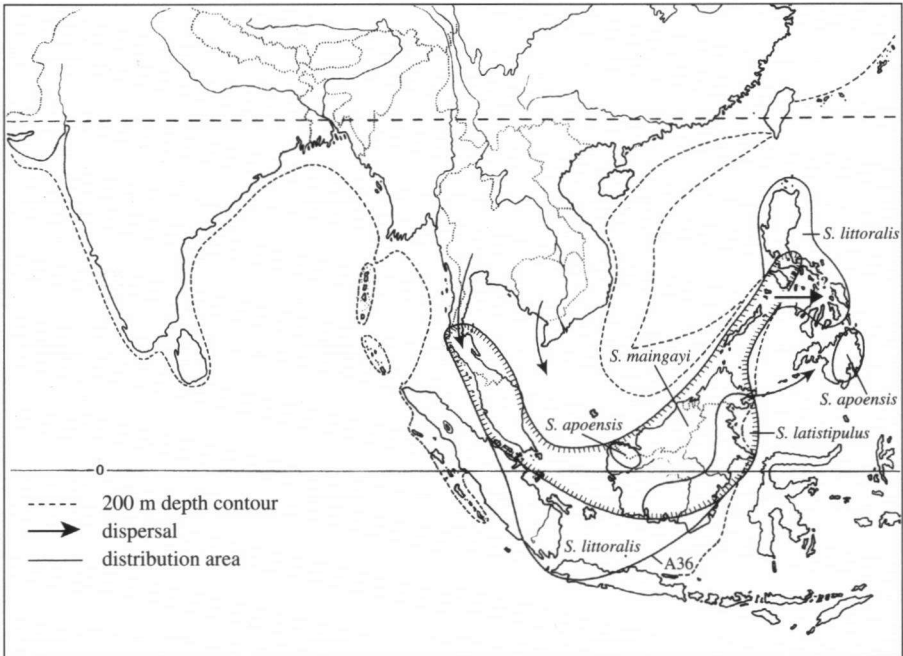 S. littoralis
S. maingayi
S. apoensis
S. apoensis
S. latistipulus
0
200 m depth contour
dispersal
distribution area
S. littoralis
A36